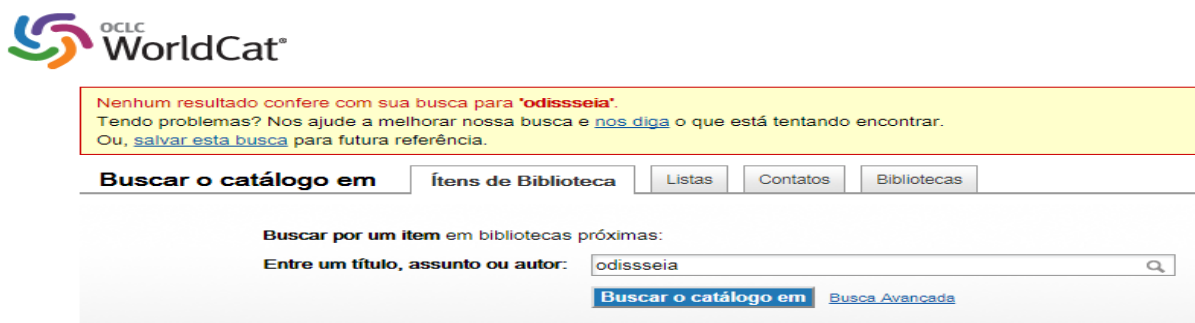 OCLC
WorldCat®
Nenhum resultado confere com sua busca para 'odissseia'.
Tendo problemas? Nos ajude a melhorar nossa busca e nos diga o que está tentando encontrar.
Ou, salvar esta busca para futura referência.
Buscar o catálogo em Ítens de Biblioteca Listas Contatos Bibliotecas
Buscar por um item em bibliotecas próximas:
Entre um título, assunto ou autor: odissseia
Buscar o catálogo em Busca Avançada